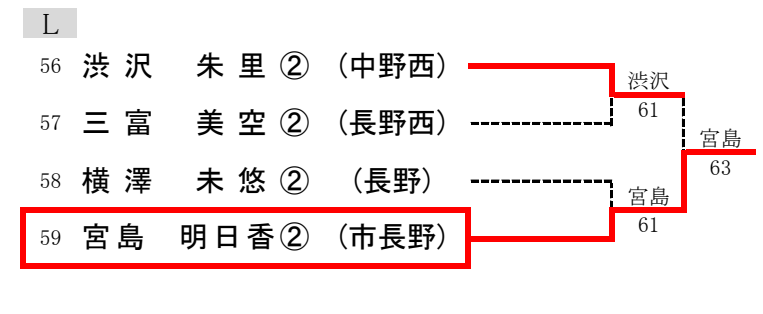 L
56 渋沢 朱里② (中野西)
渋沢
61
57 三富 美空② (長野西)
宮島
63
58 横澤 未悠② (長野)
宮島
61
59 宮島 明日香② (市長野)